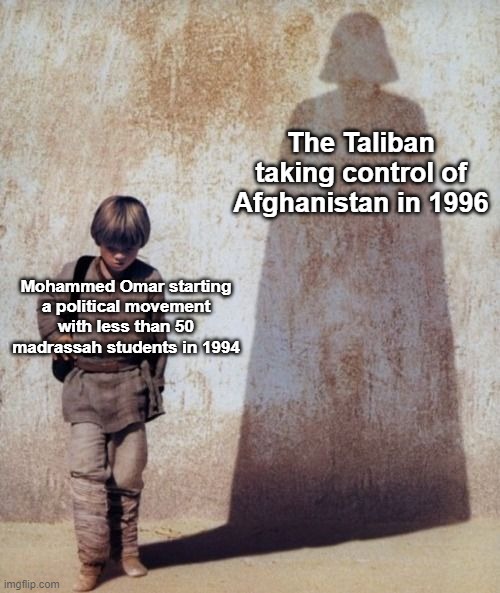 The Taliban
taking control of
Afghanistan in 1996
Mohammed Omar starting
a political movement
with less than 50
madrassah students in 1994
imgflip.com